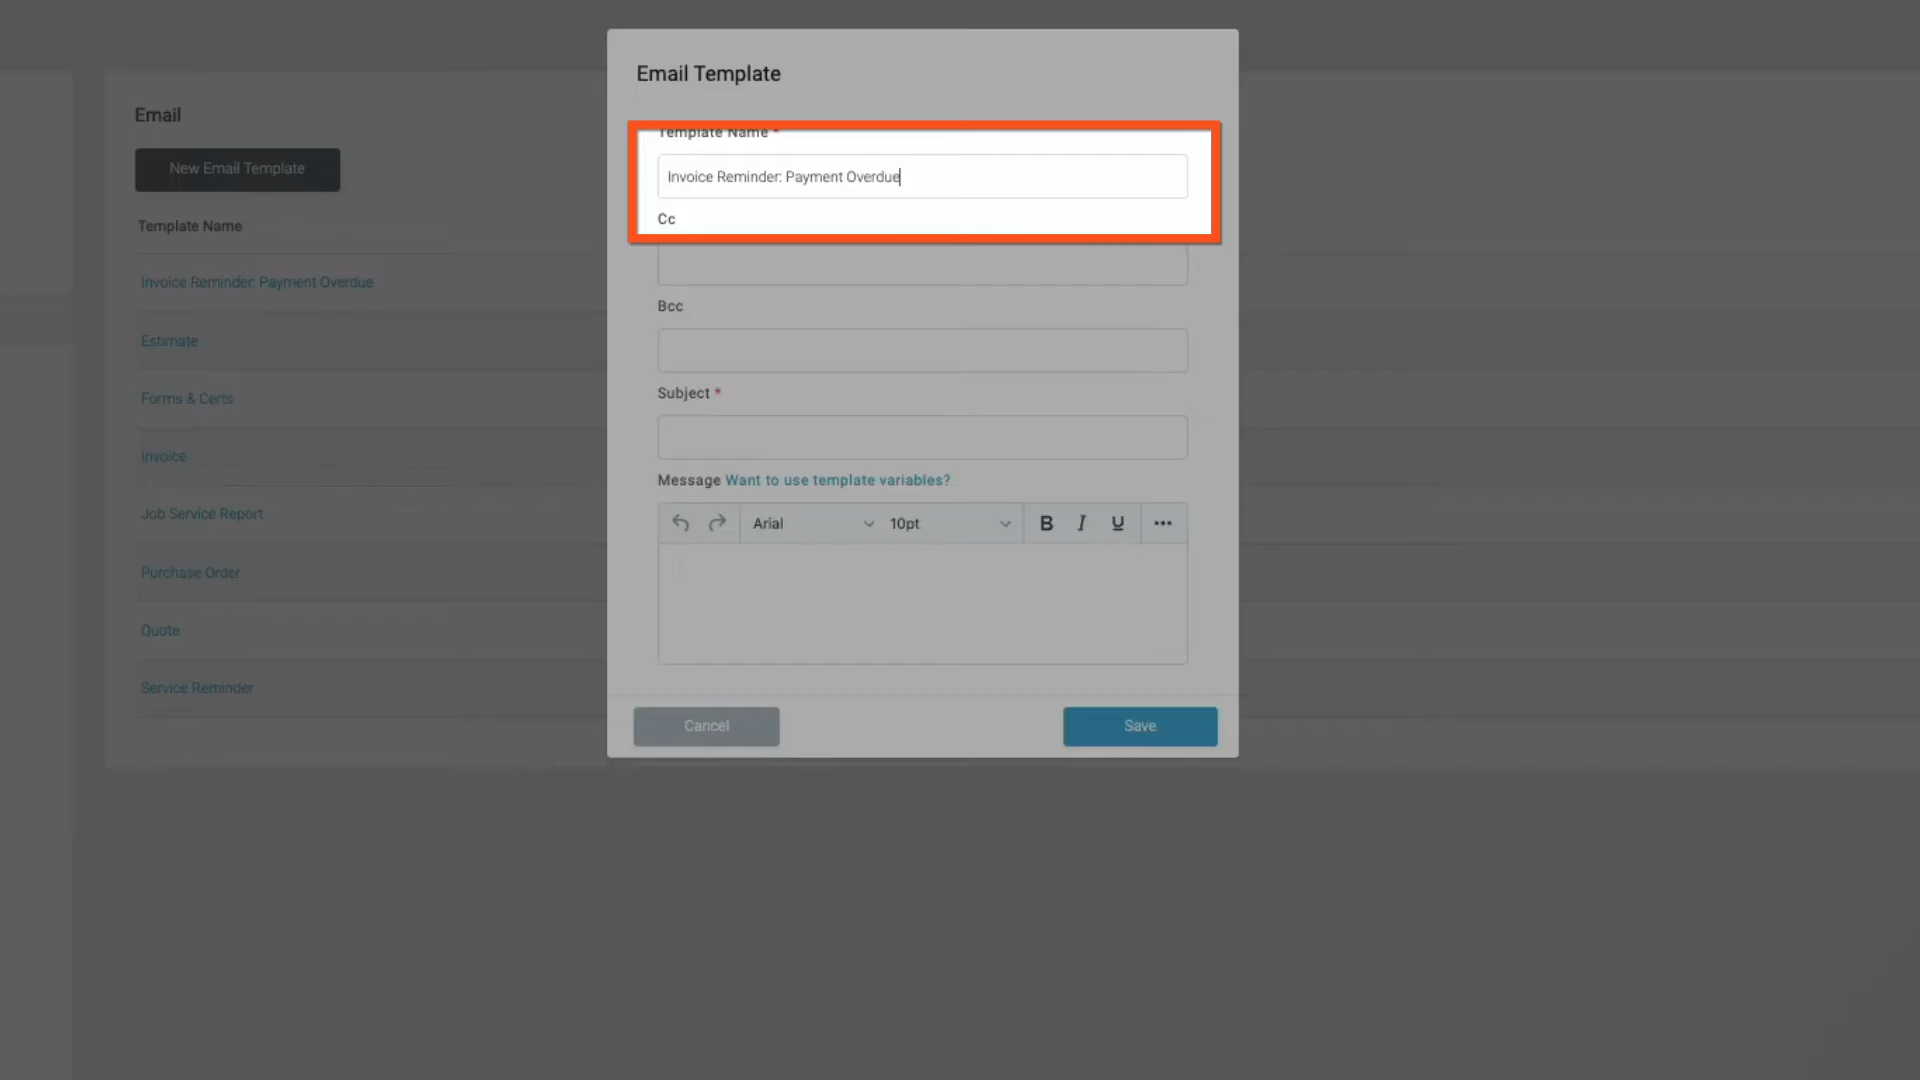 Email
New Email Template
Template Name
Invoice Reminder: Payment Overdue
Estimate
Forms & Certs
Invoice
Job Service Report
Purchase Order
Quote
Service Reminder
Email Template
Template Name *
Invoice Reminder: Payment Overdue
Cc
Bcc
Subject *
Message Want to use template variables?
Arial 10pt B I U
Cancel Save